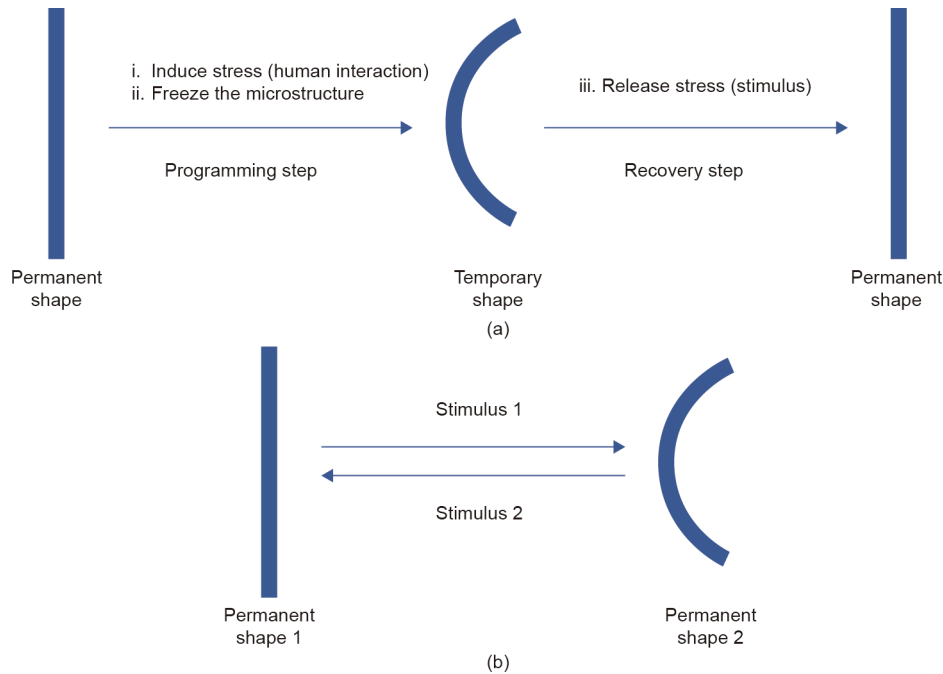 i. Induce stress (human interaction)
ii. Freeze the microstructure
Programming step
iii. Release stress (stimulus)
Recovery step
Permanent
shape
Temporary
shape
Permanent
shape
(a)
Stimulus 1
Stimulus 2
Permanent
shape 1
Permanent
shape 2
(b)